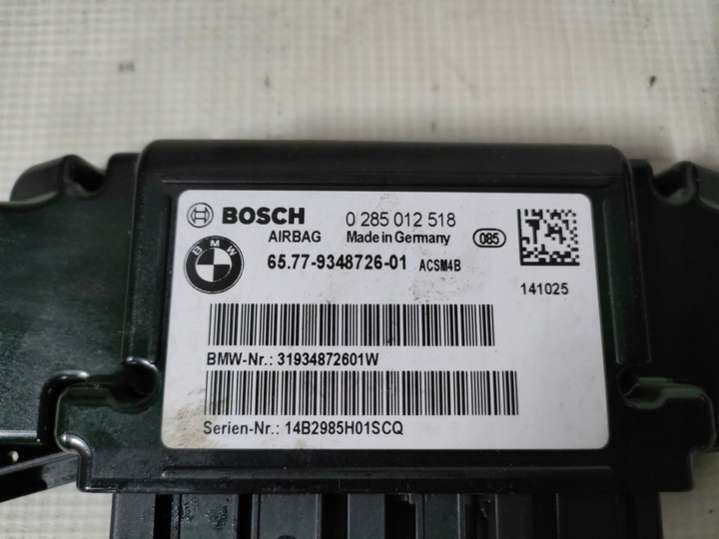 BOSCH 0 285 012 518
AIRBAG Made in Germany 085
BMW 65.77-9348726-01 ACSM4B
141025
BMW-Nr.: 31934872601W
Serien-Nr.: 14B2985H01SCQ